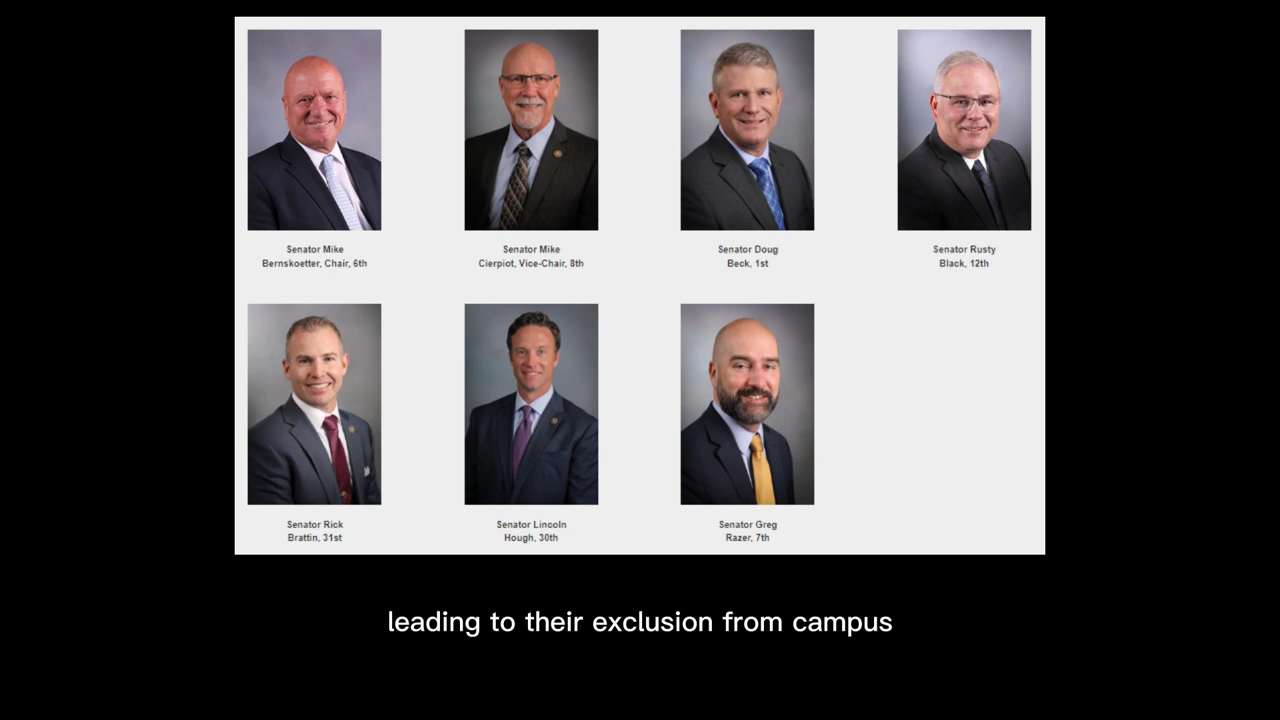 Senator Mike
Bernskoetter, Chair, 6th
Senator Mike
Cierpiot, Vice-Chair, 8th
Senator Doug
Beck, 1st
Senator Rusty
Black, 12th
Senator Rick
Brattin, 31st
Senator Lincoln
Hough, 30th
Senator Greg
Razer, 7th
leading to their exclusion from campus